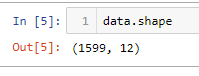 In [5]: 1 data.shape
Out[5]: (1599, 12)